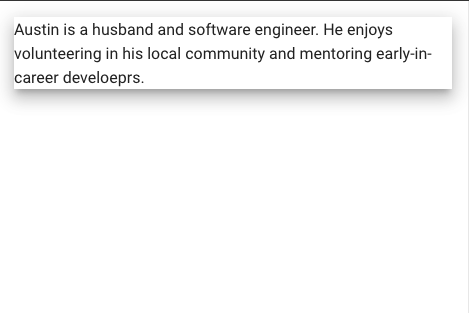 Austin is a husband and software engineer. He enjoys
volunteering in his local community and mentoring early-in-
career develoeprs.